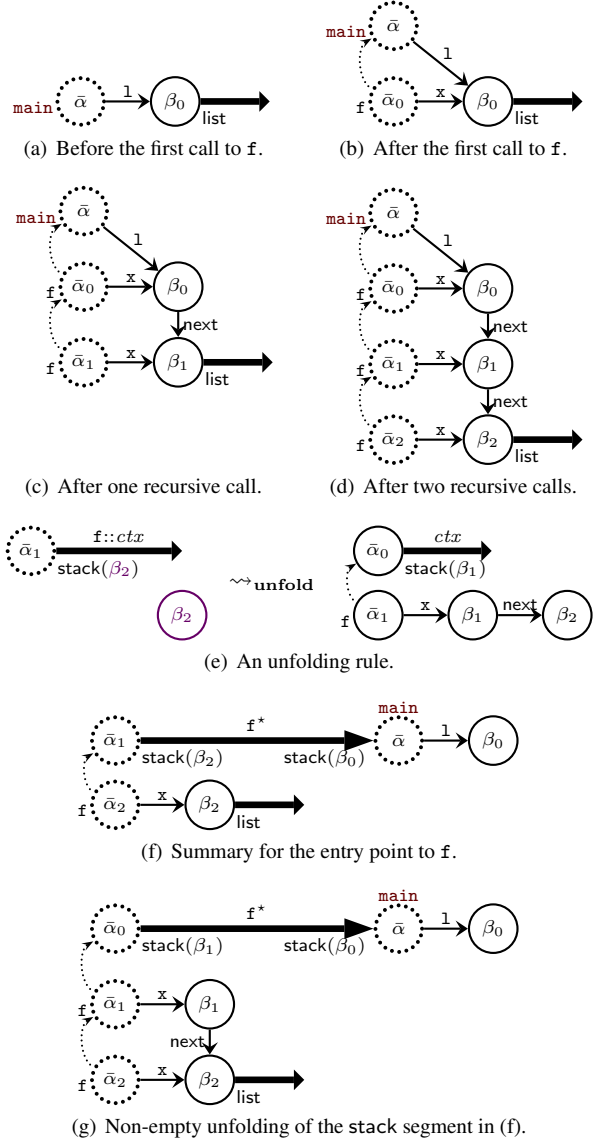 main ᾱ l β₀ list
(a) Before the first call to f.
main ᾱ l
f ᾱ₀ x β₀ list
(b) After the first call to f.
main ᾱ l
f ᾱ₀ x β₀
next
f ᾱ₁ x β₁ list
(c) After one recursive call.
main ᾱ l
f ᾱ₀ x β₀
next
f ᾱ₁ x β₁
next
f ᾱ₂ x β₂ list
(d) After two recursive calls.
ᾱ₁ f::ctx
stack(β₂)
β₂
⇝unfold
ᾱ₀ ctx
stack(β₁)
f ᾱ₁ x β₁ next β₂
(e) An unfolding rule.
main
ᾱ₁ f* ᾱ l β₀
stack(β₂) stack(β₀)
f ᾱ₂ x β₂ list
(f) Summary for the entry point to f.
main
ᾱ₀ f* ᾱ l β₀
stack(β₁) stack(β₀)
f ᾱ₁ x β₁
next
f ᾱ₂ x β₂ list
(g) Non-empty unfolding of the stack segment in (f).